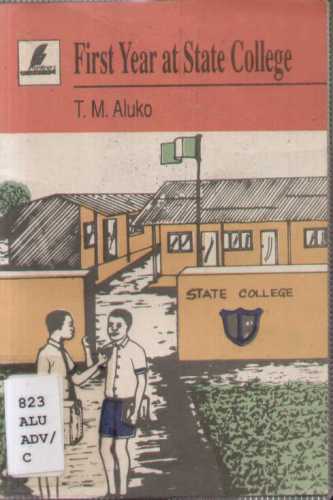 First Year at State College
T. M. Aluko
STATE COLLEGE
823
ALU
ADV/
C